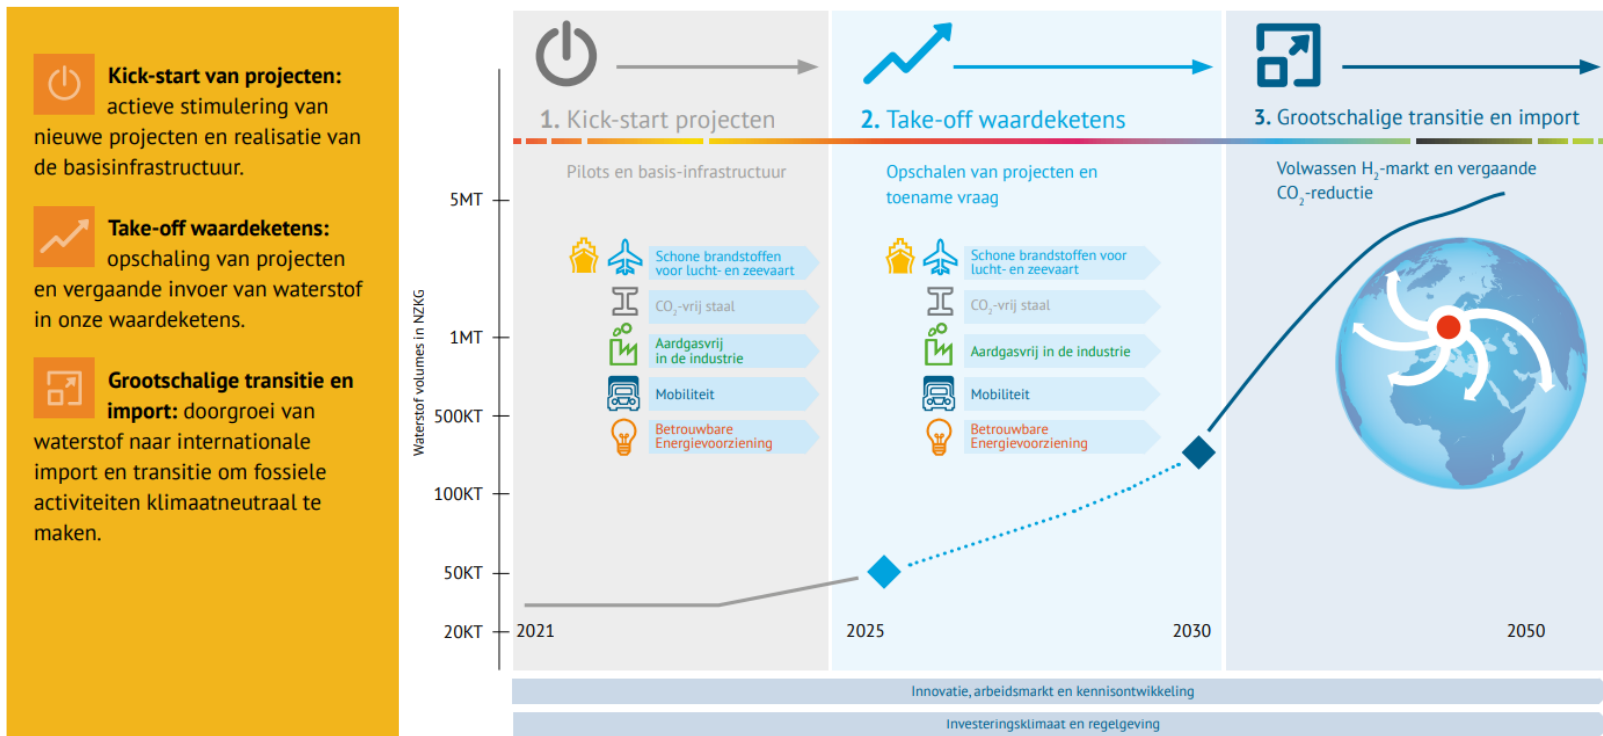 Kick-start van projecten:
actieve stimulering van
nieuwe projecten en realisatie van
de basisinfrastructuur.
Take-off waardeketens:
opschaling van projecten
en vergaande invoer van waterstof
in onze waardeketens.
Grootschalige transitie en
import: doorgroei van
waterstof naar internationale
import en transitie om fossiele
activiteiten klimaatneutraal te
maken.
Waterstof volumes in NZKG
5MT
1MT
500KT
100KT
50KT
20KT
1. Kick-start projecten
Pilots en basis-infrastructuur
Schone brandstoffen
voor lucht- en zeevaart
CO₂-vrij staal
Aardgasvrij
in de industrie
Mobiliteit
Betrouwbare
Energievoorziening
2. Take-off waardeketens
Opschalen van projecten en
toename vraag
Schone brandstoffen voor
lucht- en zeevaart
CO₂-vrij staal
Aardgasvrij in de industrie
Mobiliteit
Betrouwbare
Energievoorziening
3. Grootschalige transitie en import
Volwassen H₂-markt en vergaande
CO₂-reductie
2021
2025
2030
2050
Innovatie, arbeidsmarkt en kennisontwikkeling
Investeringsklimaat en regelgeving